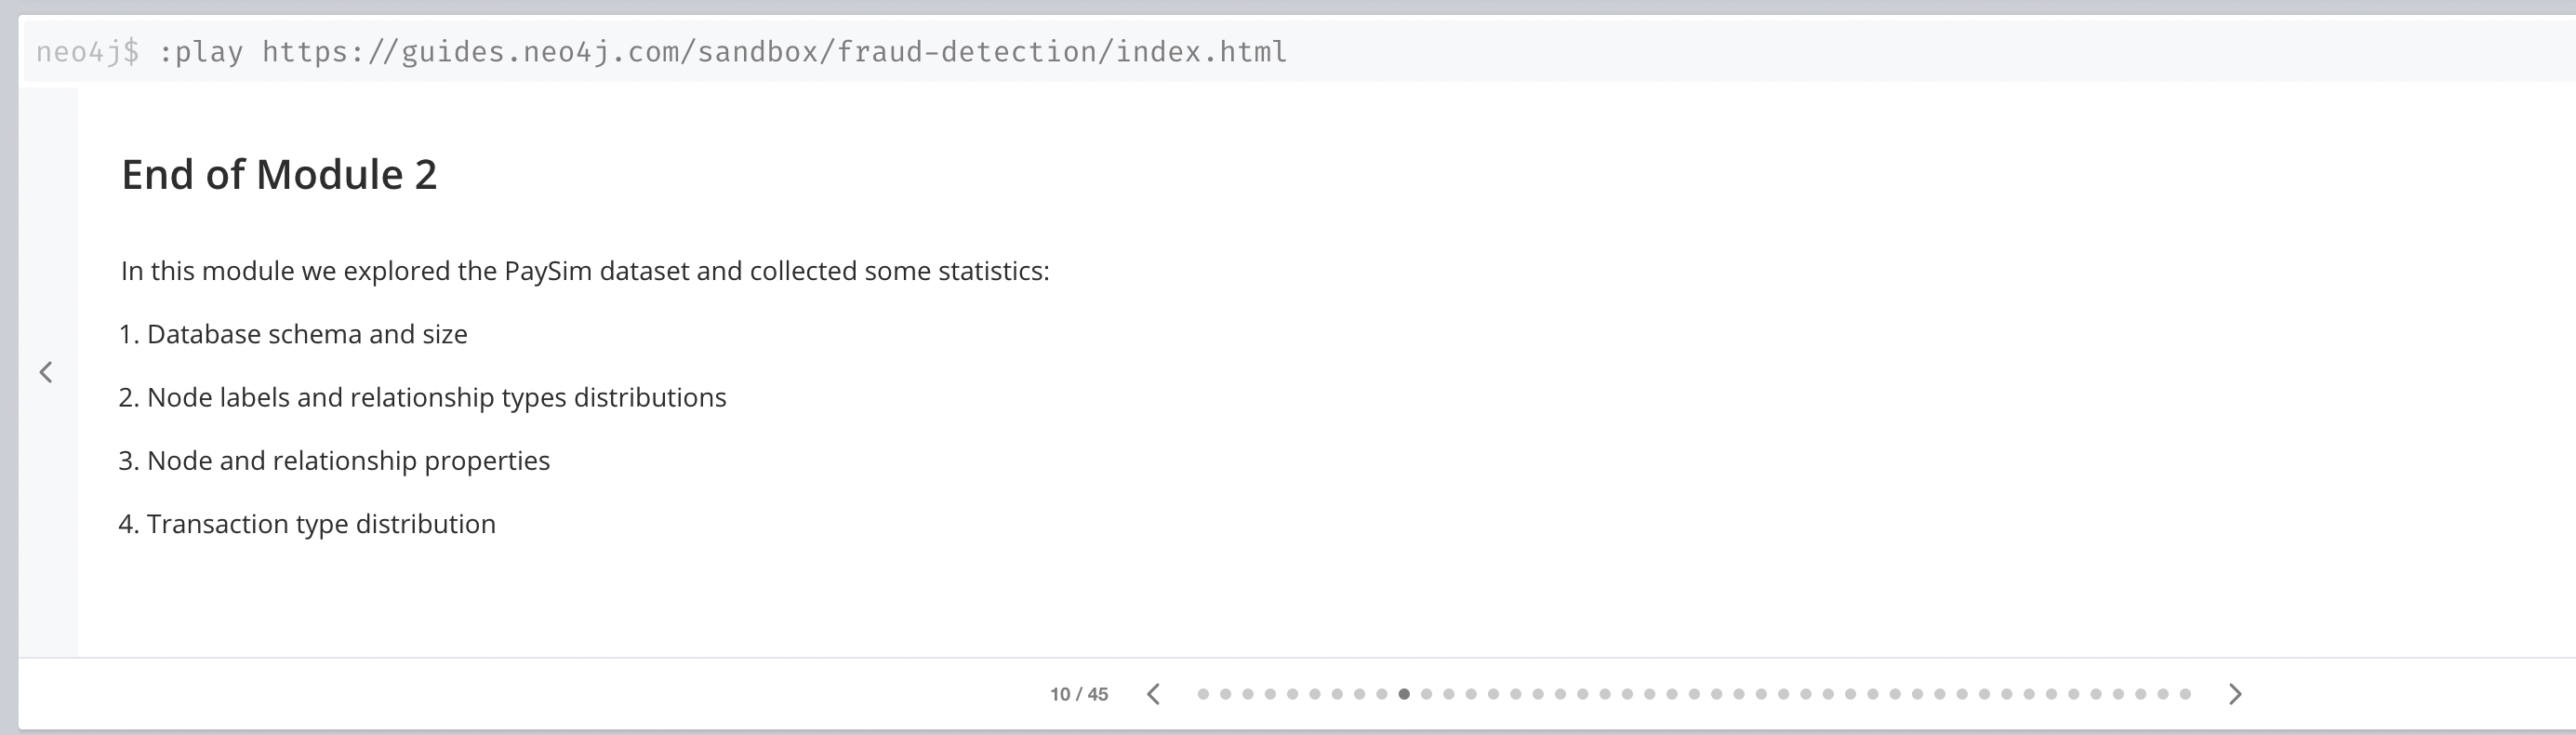 neo4j$ :play https://guides.neo4j.com/sandbox/fraud-detection/index.html
End of Module 2
In this module we explored the PaySim dataset and collected some statistics:
1. Database schema and size
2. Node labels and relationship types distributions
3. Node and relationship properties
4. Transaction type distribution
10 / 45